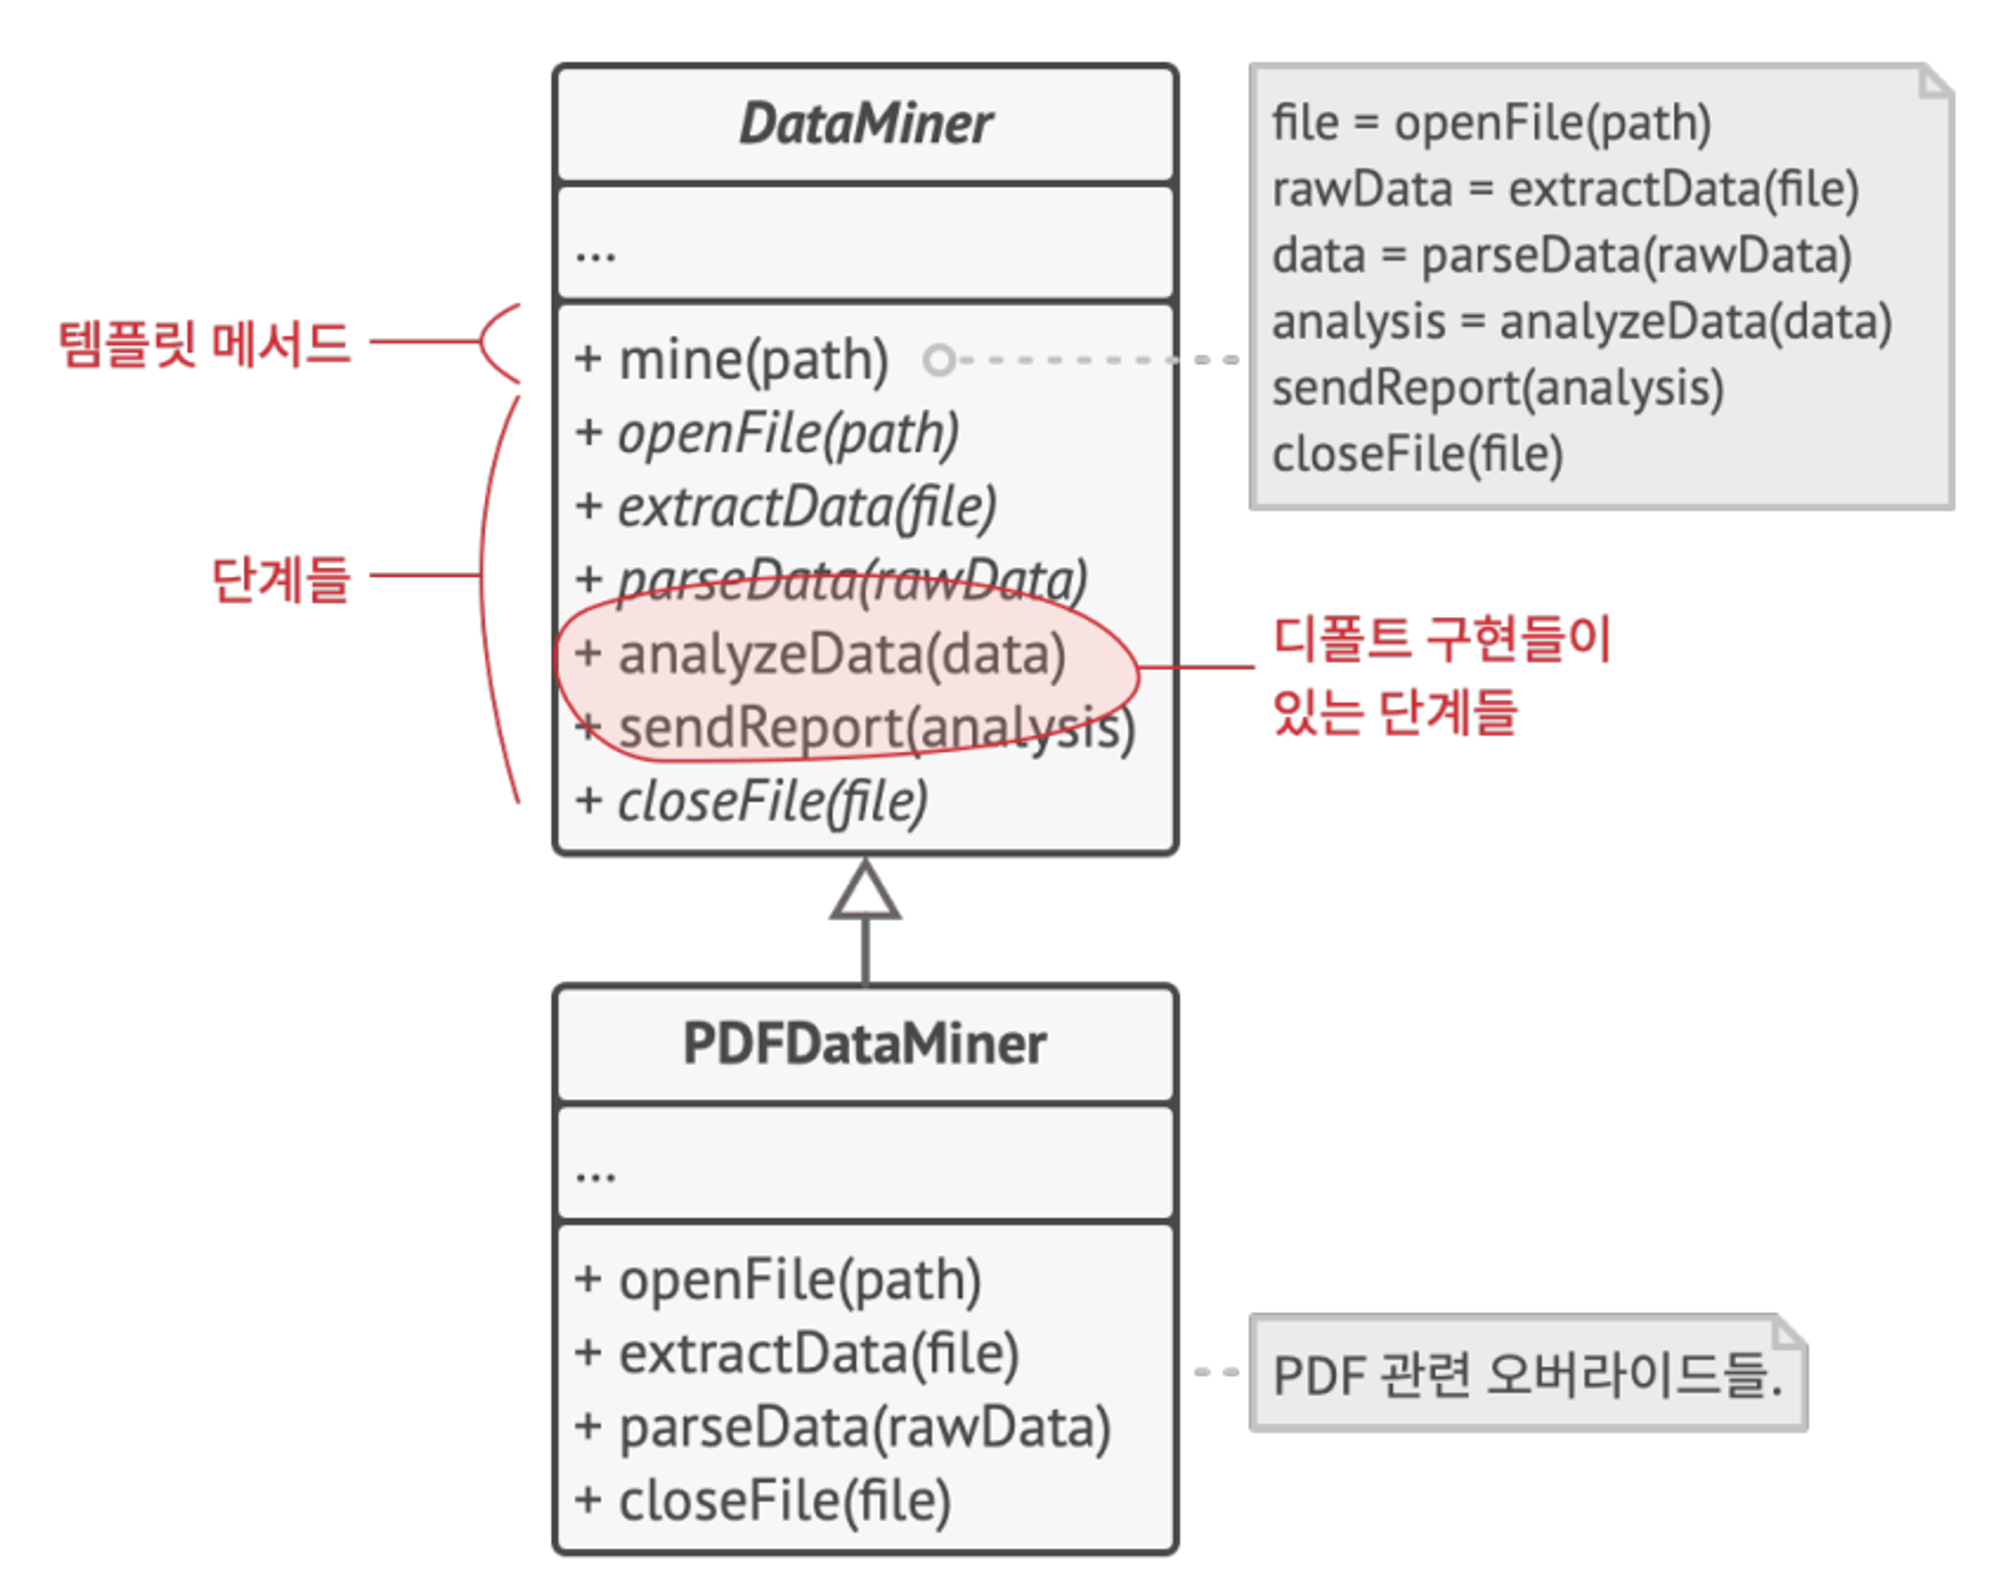 DataMiner
...
템플릿 메서드
+ mine(path)
+ openFile(path)
+ extractData(file)
+ parseData(rawData)
+ analyzeData(data)
+ sendReport(analysis)
+ closeFile(file)
단계들
file = openFile(path)
rawData = extractData(file)
data = parseData(rawData)
analysis = analyzeData(data)
sendReport(analysis)
closeFile(file)
디폴트 구현들이
있는 단계들
PDFDataMiner
...
+ openFile(path)
+ extractData(file)
+ parseData(rawData)
+ closeFile(file)
PDF 관련 오버라이드들.